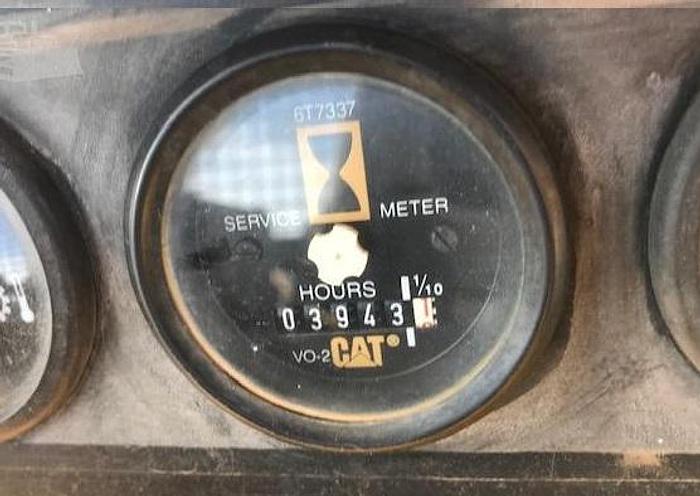 6T7337
SERVICE METER
HOURS 1/10
03943
VO-2 CAT®